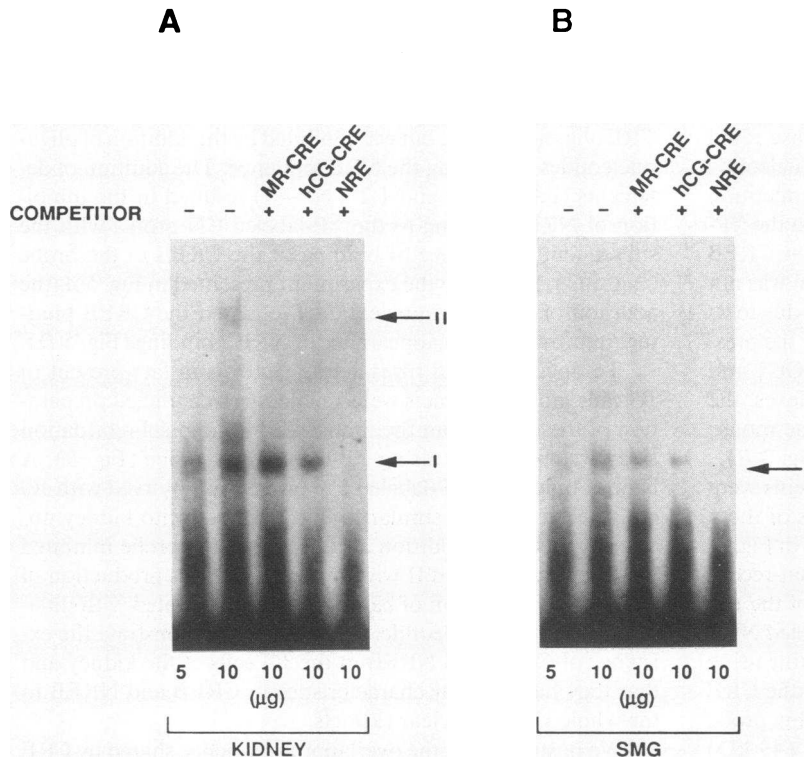 A
B
MR-CRE
hCG-CRE
NRE
MR-CRE
hCG-CRE
NRE
COMPETITOR
– – + + +
– – + + +
II
I
5 10 10 10 10
5 10 10 10 10
(µg)
(µg)
KIDNEY
SMG